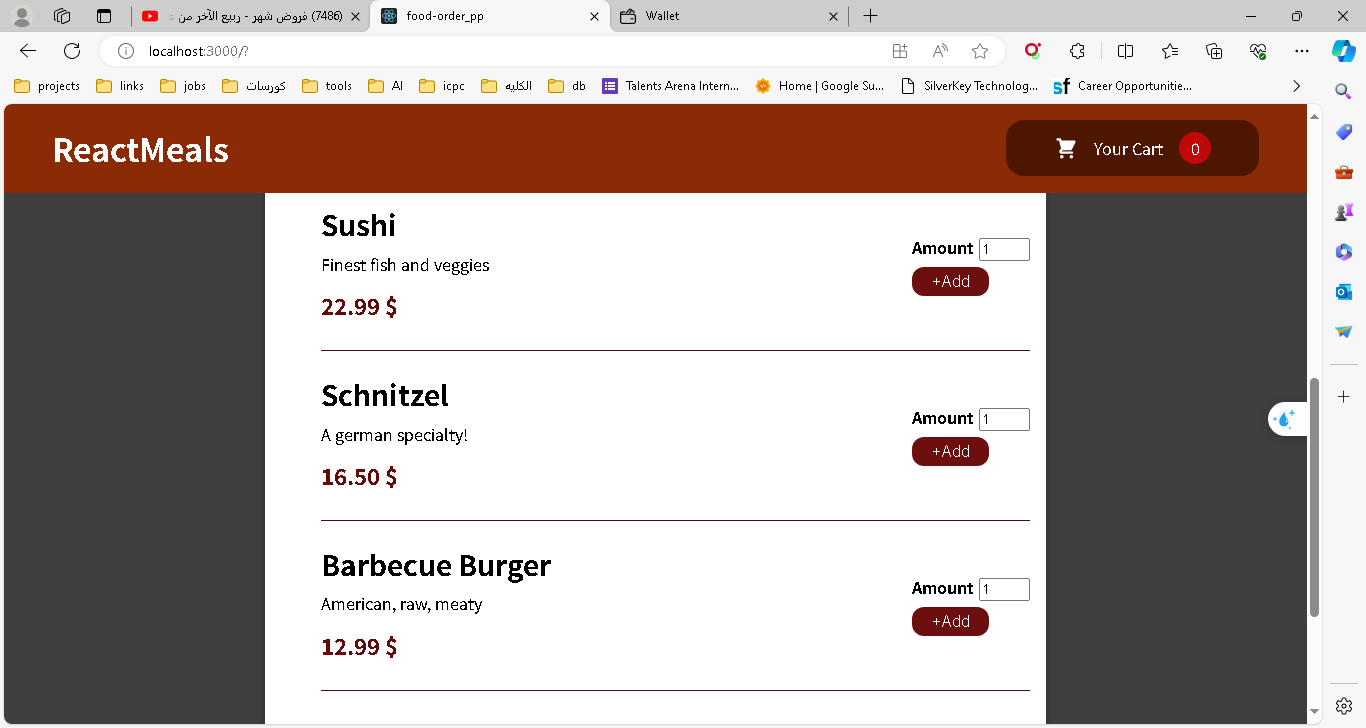 (7486) فروض شهر - ربيع الآخر من
food-order_pp
Wallet
localhost:3000/?
projects
links
jobs
كورسات
tools
AI
icpc
الكليه
db
Talents Arena Intern...
Home | Google Su...
SilverKey Technolog...
Career Opportunitie...
ReactMeals
Your Cart 0
Sushi
Finest fish and veggies
22.99 $
Amount 1
+Add
Schnitzel
A german specialty!
16.50 $
Amount 1
+Add
Barbecue Burger
American, raw, meaty
12.99 $
Amount 1
+Add